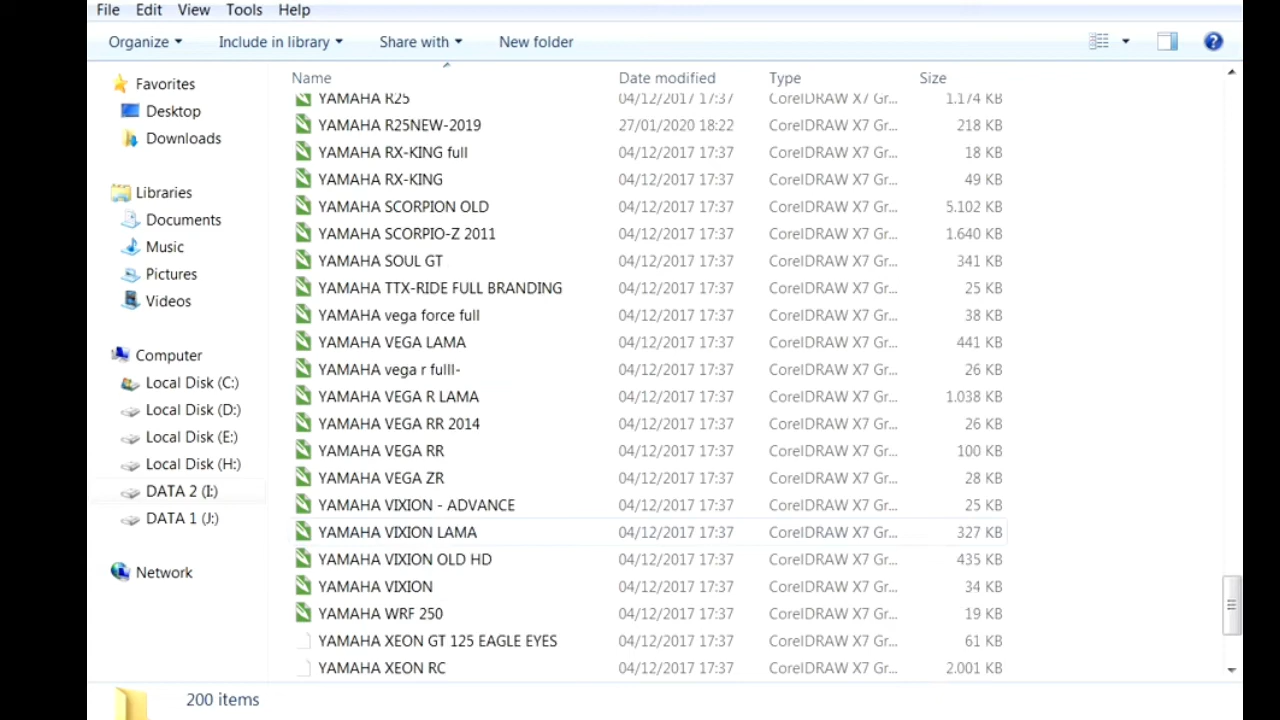 File Edit View Tools Help
Organize Include in library Share with New folder
Name Date modified Type Size
Favorites
Desktop
Downloads
Libraries
Documents
Music
Pictures
Videos
Computer
Local Disk (C:)
Local Disk (D:)
Local Disk (E:)
Local Disk (H:)
DATA 2 (I:)
DATA 1 (J:)
Network
YAMAHA R25 04/12/2017 17:37 CorelDRAW X7 Gr... 1.174 KB
YAMAHA R25NEW-2019 27/01/2020 18:22 CorelDRAW X7 Gr... 218 KB
YAMAHA RX-KING full 04/12/2017 17:37 CorelDRAW X7 Gr... 18 KB
YAMAHA RX-KING 04/12/2017 17:37 CorelDRAW X7 Gr... 49 KB
YAMAHA SCORPION OLD 04/12/2017 17:37 CorelDRAW X7 Gr... 5.102 KB
YAMAHA SCORPIO-Z 2011 04/12/2017 17:37 CorelDRAW X7 Gr... 1.640 KB
YAMAHA SOUL GT 04/12/2017 17:37 CorelDRAW X7 Gr... 341 KB
YAMAHA TTX-RIDE FULL BRANDING 04/12/2017 17:37 CorelDRAW X7 Gr... 25 KB
YAMAHA vega force full 04/12/2017 17:37 CorelDRAW X7 Gr... 38 KB
YAMAHA VEGA LAMA 04/12/2017 17:37 CorelDRAW X7 Gr... 441 KB
YAMAHA vega r fulll- 04/12/2017 17:37 CorelDRAW X7 Gr... 26 KB
YAMAHA VEGA R LAMA 04/12/2017 17:37 CorelDRAW X7 Gr... 1.038 KB
YAMAHA VEGA RR 2014 04/12/2017 17:37 CorelDRAW X7 Gr... 26 KB
YAMAHA VEGA RR 04/12/2017 17:37 CorelDRAW X7 Gr... 100 KB
YAMAHA VEGA ZR 04/12/2017 17:37 CorelDRAW X7 Gr... 28 KB
YAMAHA VIXION - ADVANCE 04/12/2017 17:37 CorelDRAW X7 Gr... 25 KB
YAMAHA VIXION LAMA 04/12/2017 17:37 CorelDRAW X7 Gr... 327 KB
YAMAHA VIXION OLD HD 04/12/2017 17:37 CorelDRAW X7 Gr... 435 KB
YAMAHA VIXION 04/12/2017 17:37 CorelDRAW X7 Gr... 34 KB
YAMAHA WRF 250 04/12/2017 17:37 CorelDRAW X7 Gr... 19 KB
YAMAHA XEON GT 125 EAGLE EYES 04/12/2017 17:37 CorelDRAW X7 Gr... 61 KB
YAMAHA XEON RC 04/12/2017 17:37 CorelDRAW X7 Gr... 2.001 KB
200 items